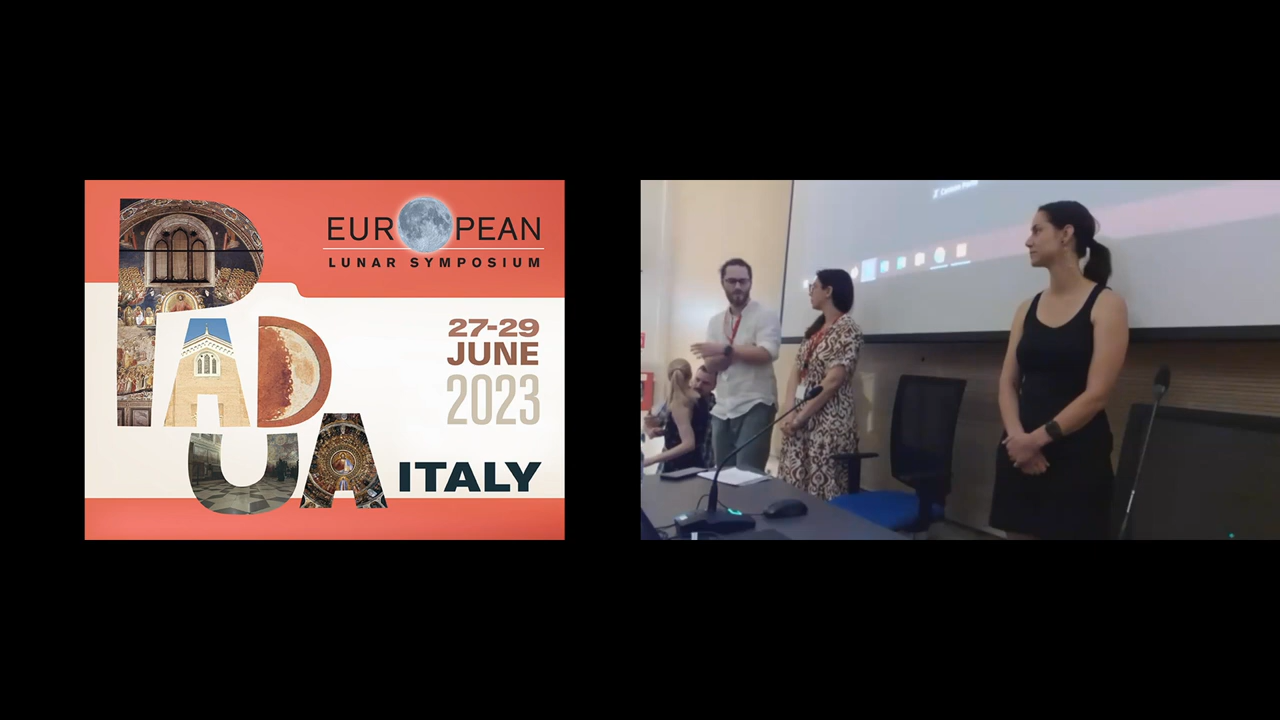 EUROPEAN
LUNAR SYMPOSIUM
PADUA
27-29
JUNE
2023
ITALY